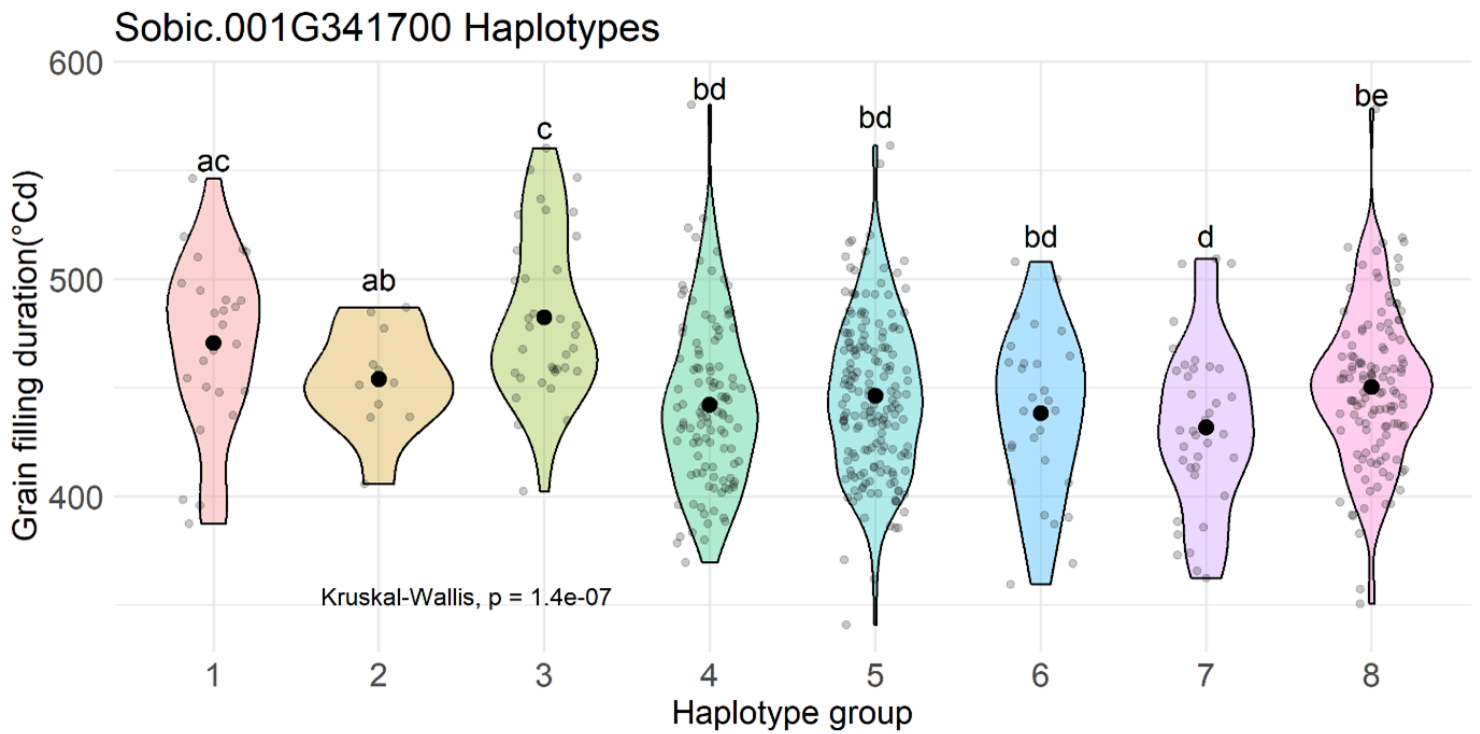 Sobic.001G341700 Haplotypes
Grain filling duration(°Cd)
600
500
400
ac
ab
c
bd
bd
bd
d
be
Kruskal-Wallis, p = 1.4e-07
1 2 3 4 5 6 7 8
Haplotype group